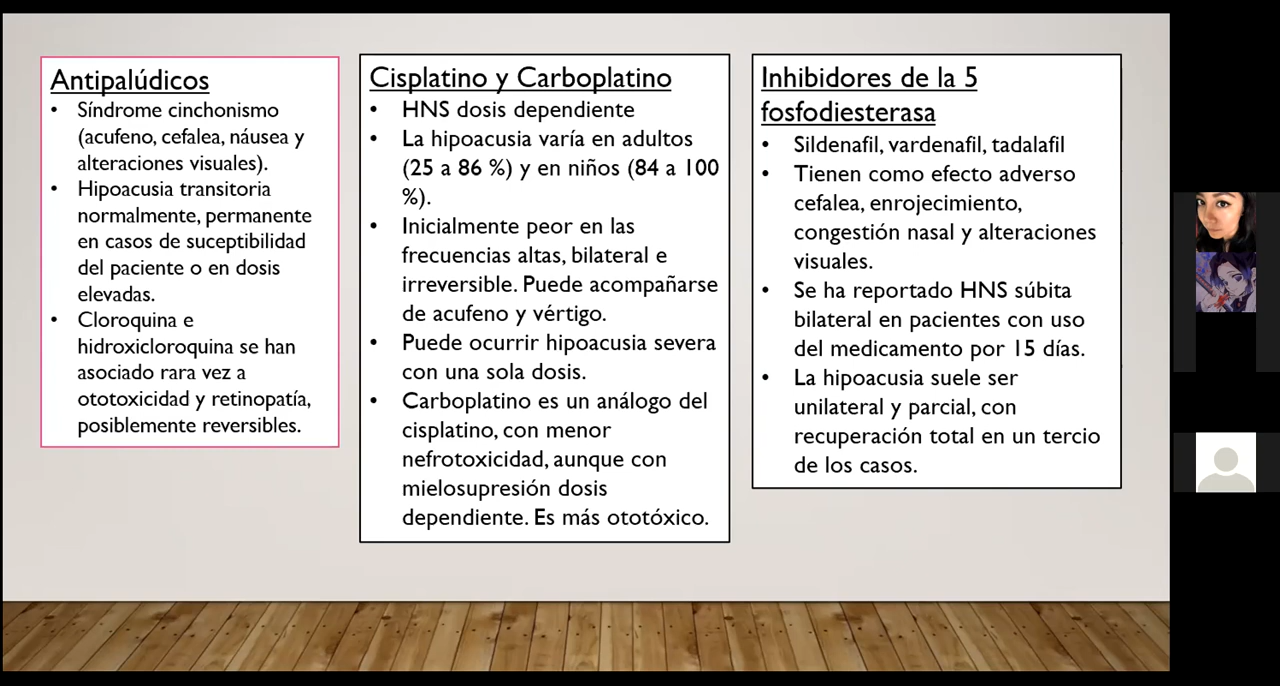 Antipalúdicos
• Síndrome cinchonismo
(acufeno, cefalea, náusea y
alteraciones visuales).
• Hipoacusia transitoria
normalmente, permanente
en casos de suceptibilidad
del paciente o en dosis
elevadas.
• Cloroquina e
hidroxicloroquina se han
asociado rara vez a
ototoxicidad y retinopatía,
posiblemente reversibles.
Cisplatino y Carboplatino
• HNS dosis dependiente
• La hipoacusia varía en adultos
(25 a 86 %) y en niños (84 a 100
%).
• Inicialmente peor en las
frecuencias altas, bilateral e
irreversible. Puede acompañarse
de acufeno y vértigo.
• Puede ocurrir hipoacusia severa
con una sola dosis.
• Carboplatino es un análogo del
cisplatino, con menor
nefrotoxicidad, aunque con
mielosupresión dosis
dependiente. Es más ototóxico.
Inhibidores de la 5
fosfodiesterasa
• Sildenafil, vardenafil, tadalafil
• Tienen como efecto adverso
cefalea, enrojecimiento,
congestión nasal y alteraciones
visuales.
• Se ha reportado HNS súbita
bilateral en pacientes con uso
del medicamento por 15 días.
• La hipoacusia suele ser
unilateral y parcial, con
recuperación total en un tercio
de los casos.